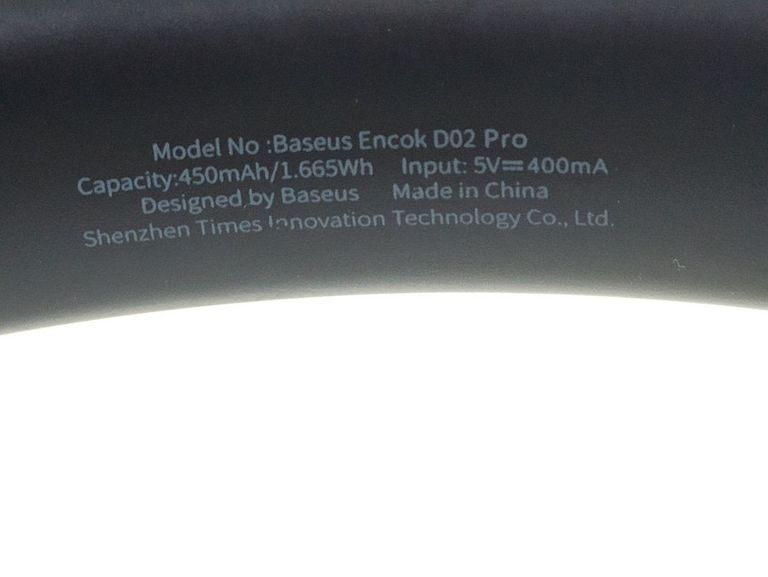 Model No :Baseus Encok D02 Pro
Capacity:450mAh/1.665Wh Input: 5V⎓400mA
Designed by Baseus Made in China
Shenzhen Times Innovation Technology Co., Ltd.